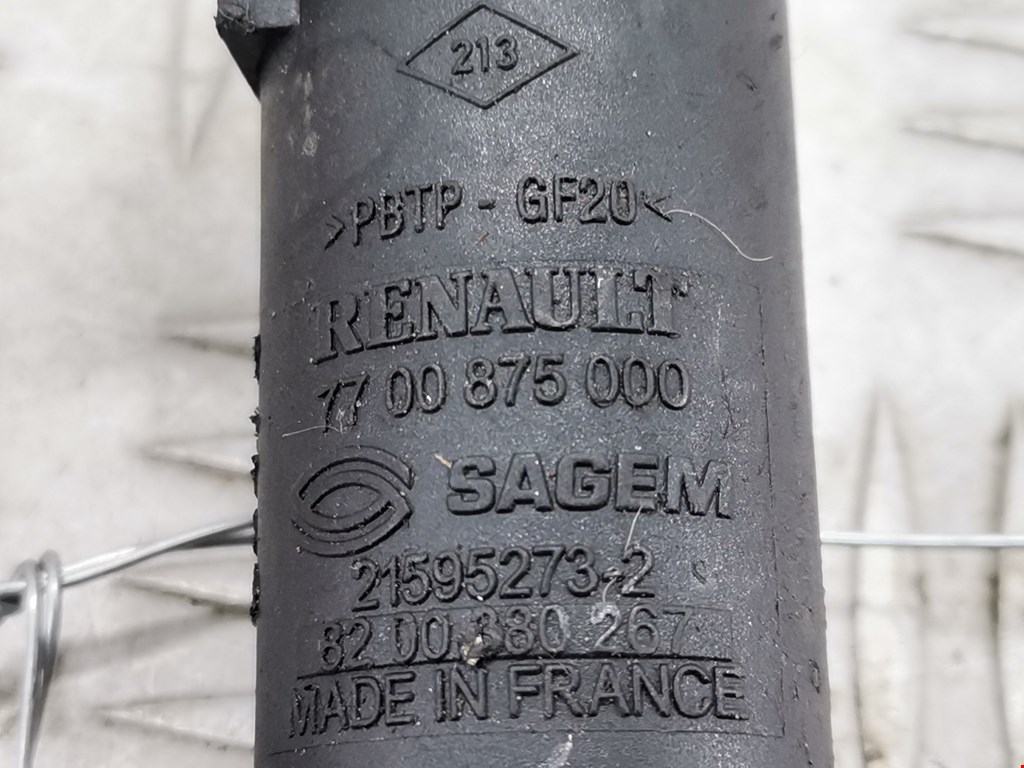 213
>PBTP - GF20<
RENAULT
77 00 875 000
SAGEM
21595273-2
82 00 380 267
MADE IN FRANCE